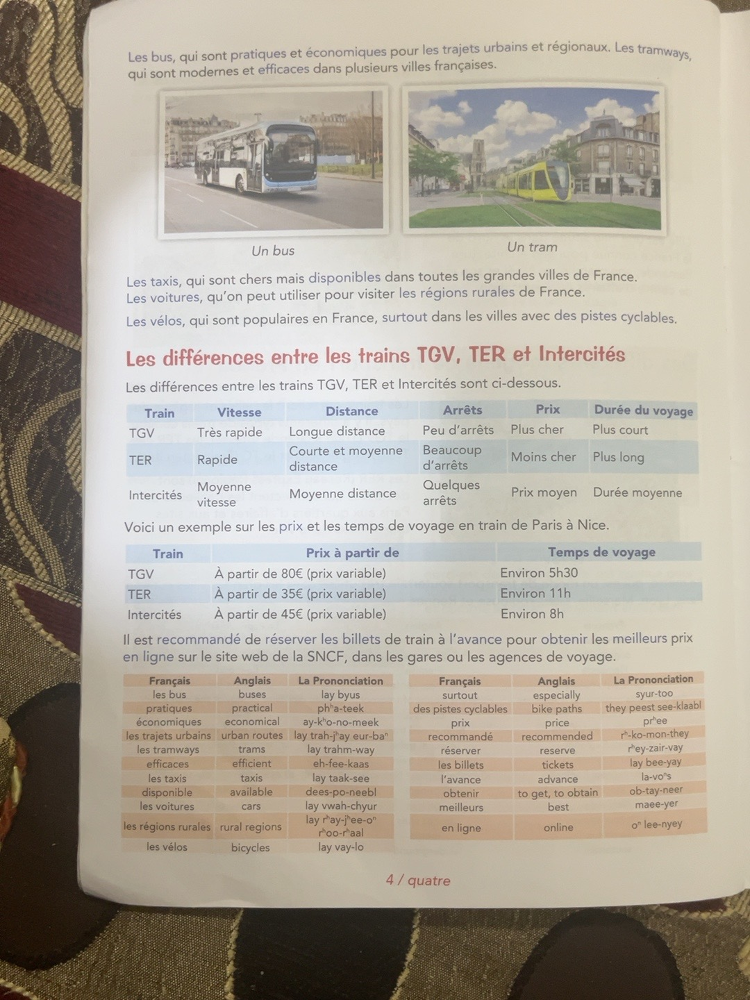 Les bus, qui sont pratiques et économiques pour les trajets urbains et régionaux. Les tramways,
qui sont modernes et efficaces dans plusieurs villes françaises.
Un bus
Un tram
Les taxis, qui sont chers mais disponibles dans toutes les grandes villes de France.
Les voitures, qu'on peut utiliser pour visiter les régions rurales de France.
Les vélos, qui sont populaires en France, surtout dans les villes avec des pistes cyclables.
Les différences entre les trains TGV, TER et Intercités
Les différences entre les trains TGV, TER et Intercités sont ci-dessous.
Train Vitesse Distance Arrêts Prix Durée du voyage
TGV Très rapide Longue distance Peu d'arrêts Plus cher Plus court
TER Rapide Courte et moyenne distance Beaucoup d'arrêts Moins cher Plus long
Intercités Moyenne vitesse Moyenne distance Quelques arrêts Prix moyen Durée moyenne
Voici un exemple sur les prix et les temps de voyage en train de Paris à Nice.
Train Prix à partir de Temps de voyage
TGV À partir de 80€ (prix variable) Environ 5h30
TER À partir de 35€ (prix variable) Environ 11h
Intercités À partir de 45€ (prix variable) Environ 8h
Il est recommandé de réserver les billets de train à l'avance pour obtenir les meilleurs prix
en ligne sur le site web de la SNCF, dans les gares ou les agences de voyage.
Français Anglais La Prononciation
les bus buses lay byus
pratiques practical phʰa-teek
économiques economical ay-kʰo-no-meek
les trajets urbains urban routes lay trah-jʰay eur-baⁿ
les tramways trams lay trahm-way
efficaces efficient eh-fee-kaas
les taxis taxis lay taak-see
disponible available dees-po-neebl
les voitures cars lay vwah-chyur
les régions rurales rural regions lay rʰay-jʰee-oⁿ rʰoo-rʰaal
les vélos bicycles lay vay-lo
Français Anglais La Prononciation
surtout especially syur-too
des pistes cyclables bike paths they peest see-klaabl
prix price prʰee
recommandé recommended rʰ-ko-mon-they
réserver reserve rʰey-zair-vay
les billets tickets lay bee-yay
l'avance advance la-voⁿs
obtenir to get, to obtain ob-tay-neer
meilleurs best maee-yer
en ligne online oⁿ lee-nyey
4 / quatre